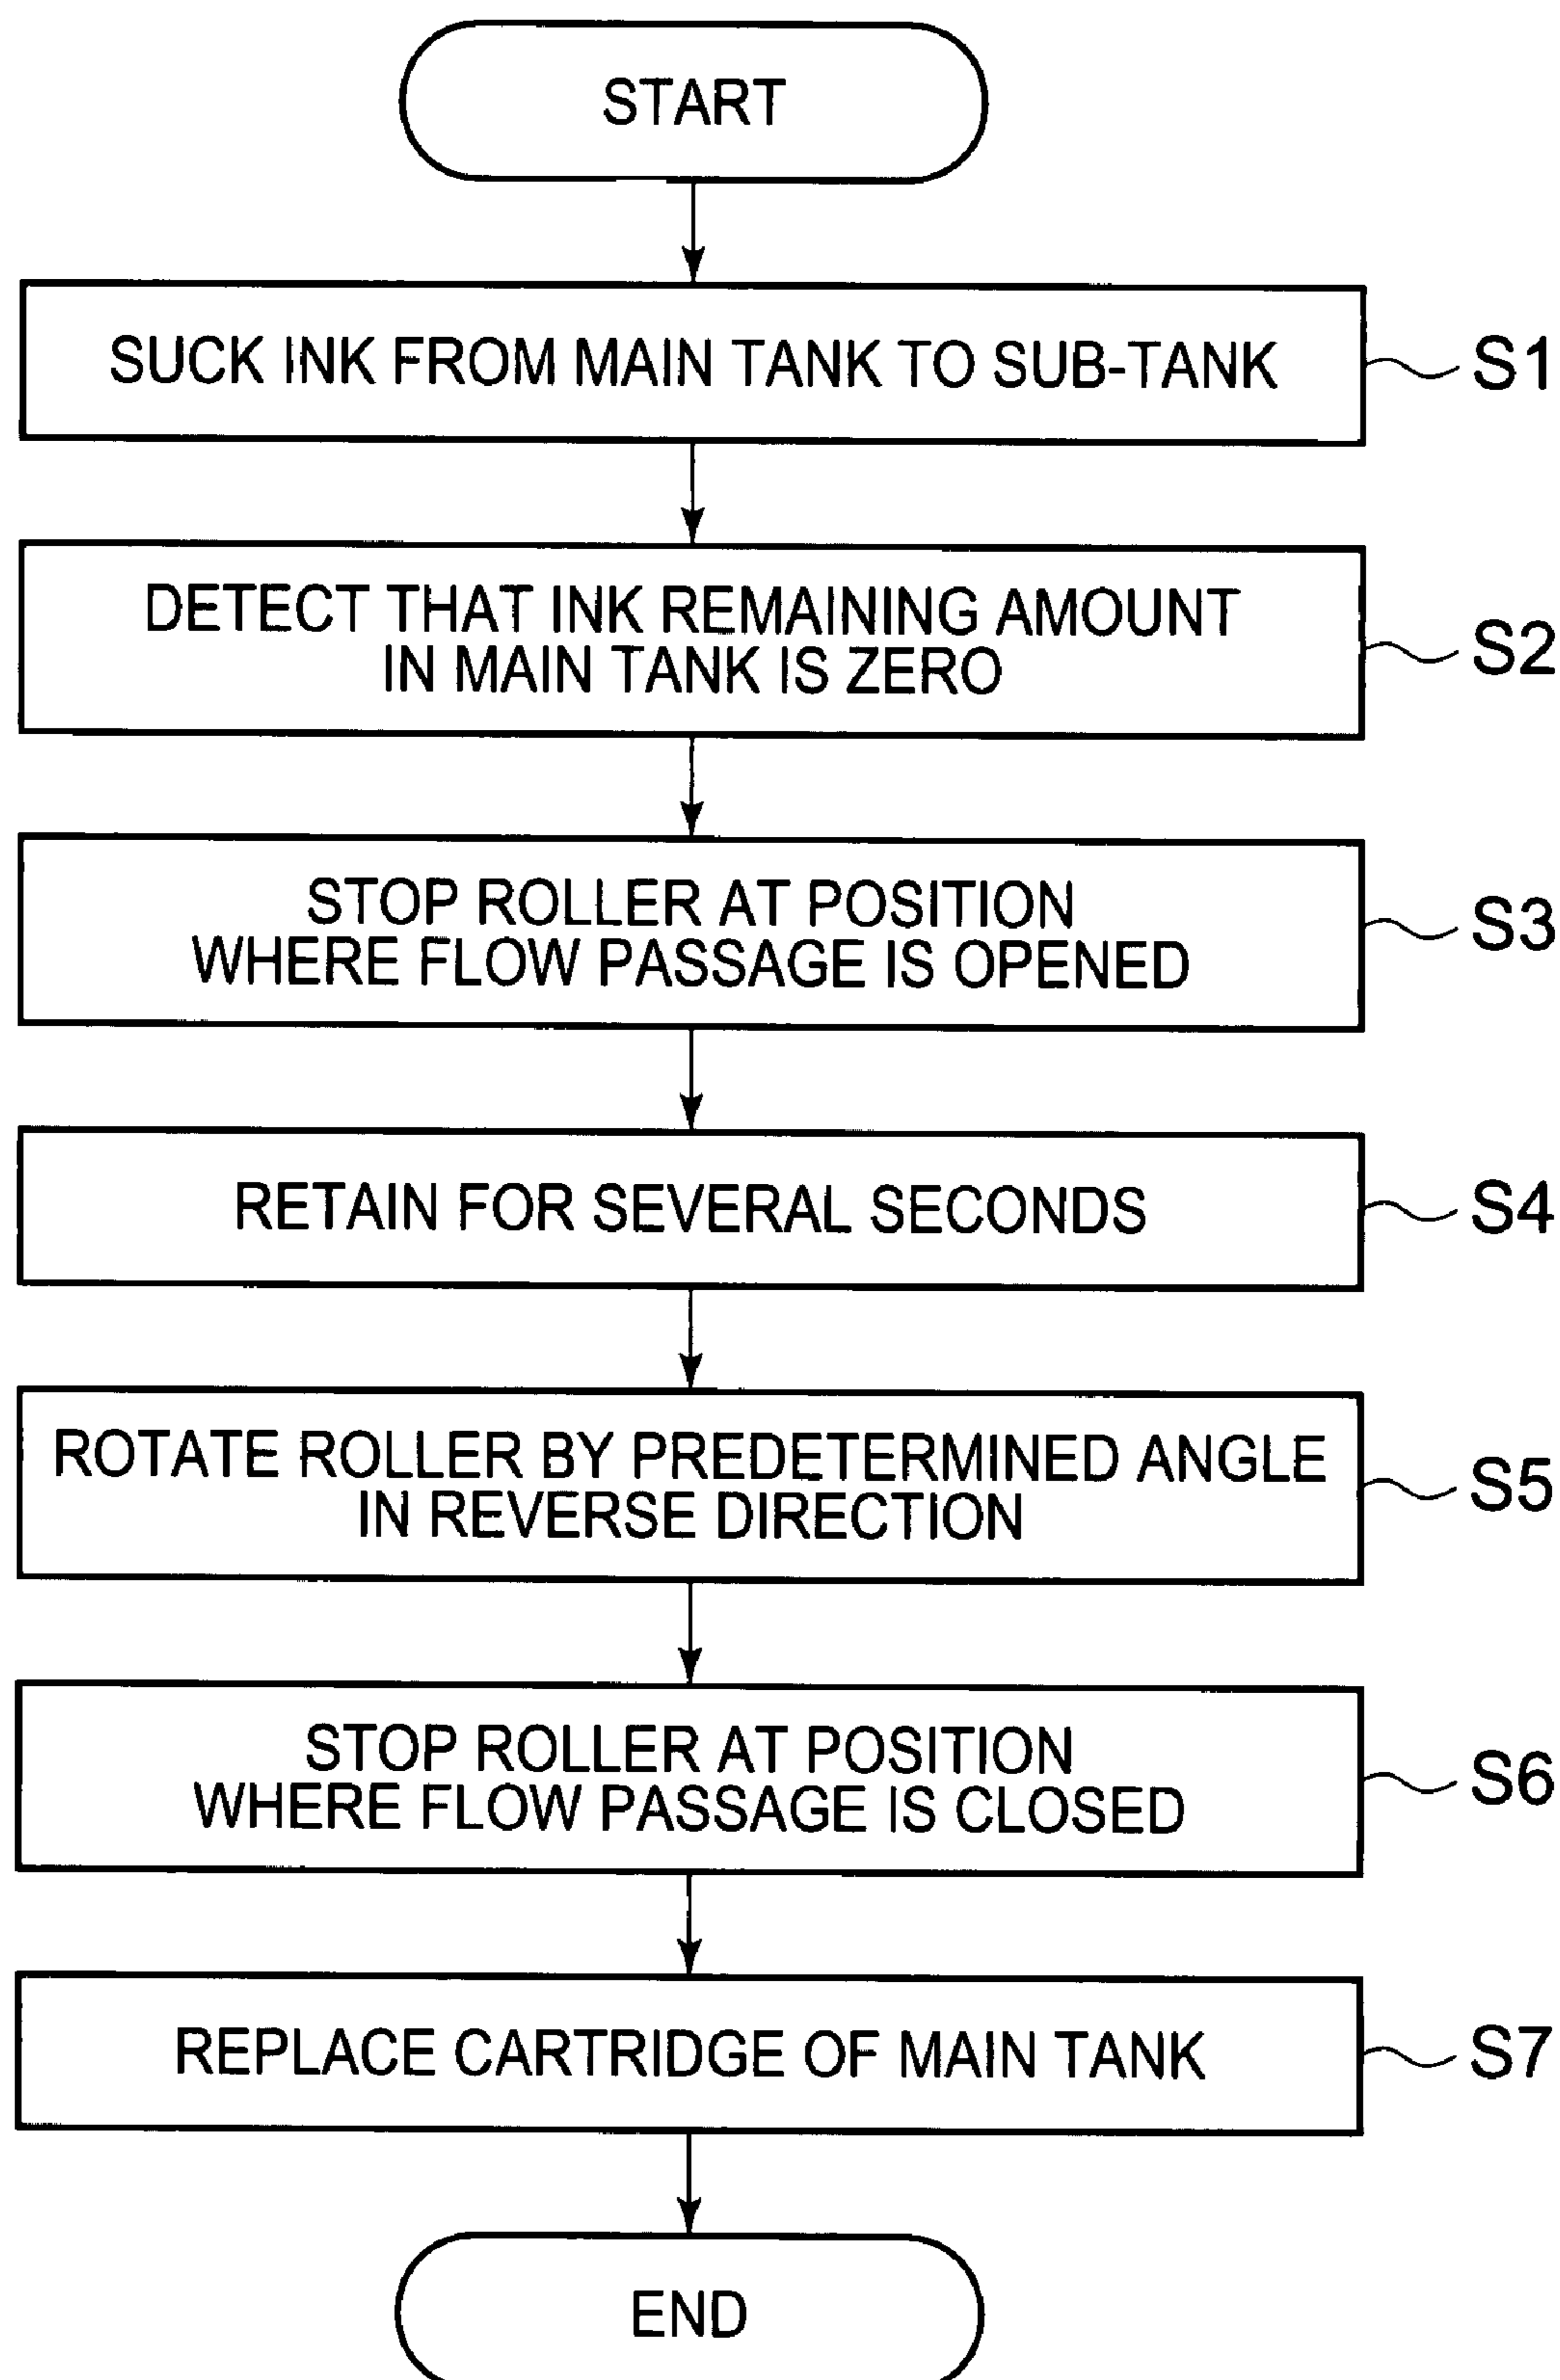 START
SUCK INK FROM MAIN TANK TO SUB-TANK
S1
DETECT THAT INK REMAINING AMOUNT
IN MAIN TANK IS ZERO
S2
STOP ROLLER AT POSITION
WHERE FLOW PASSAGE IS OPENED
S3
RETAIN FOR SEVERAL SECONDS
S4
ROTATE ROLLER BY PREDETERMINED ANGLE
IN REVERSE DIRECTION
S5
STOP ROLLER AT POSITION
WHERE FLOW PASSAGE IS CLOSED
S6
REPLACE CARTRIDGE OF MAIN TANK
S7
END